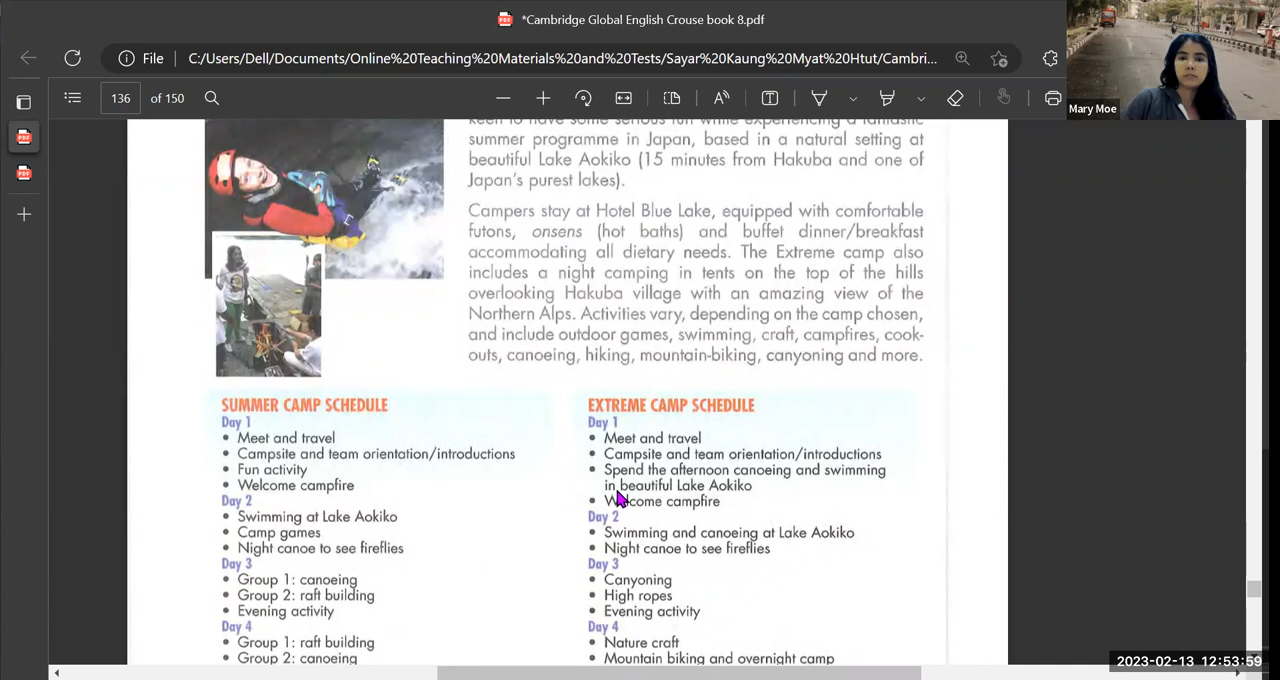 *Cambridge Global English Crouse book 8.pdf
File
C:/Users/Dell/Documents/Online%20Teaching%20Materials%20and%20Tests/Sayar%20Kaung%20Myat%20Htut/Cambri...
Mary Moe
136 of 150
keen to have some serious fun while experiencing a fantastic
summer programme in Japan, based in a natural setting at
beautiful Lake Aokiko (15 minutes from Hakuba and one of
Japan's purest lakes).
Campers stay at Hotel Blue Lake, equipped with comfortable
futons, onsens (hot baths) and buffet dinner/breakfast
accommodating all dietary needs. The Extreme camp also
includes a night camping in tents on the top of the hills
overlooking Hakuba village with an amazing view of the
Northern Alps. Activities vary, depending on the camp chosen,
and include outdoor games, swimming, craft, campfires, cook-
outs, canoeing, hiking, mountain-biking, canyoning and more.
SUMMER CAMP SCHEDULE
Day 1
• Meet and travel
• Campsite and team orientation/introductions
• Fun activity
• Welcome campfire
Day 2
• Swimming at Lake Aokiko
• Camp games
• Night canoe to see fireflies
Day 3
• Group 1: canoeing
• Group 2: raft building
• Evening activity
Day 4
• Group 1: raft building
• Group 2: canoeing
EXTREME CAMP SCHEDULE
Day 1
• Meet and travel
• Campsite and team orientation/introductions
• Spend the afternoon canoeing and swimming
in beautiful Lake Aokiko
• Welcome campfire
Day 2
• Swimming and canoeing at Lake Aokiko
• Night canoe to see fireflies
Day 3
• Canyoning
• High ropes
• Evening activity
Day 4
• Nature craft
• Mountain biking and overnight camp
2023-02-13 12:53:59